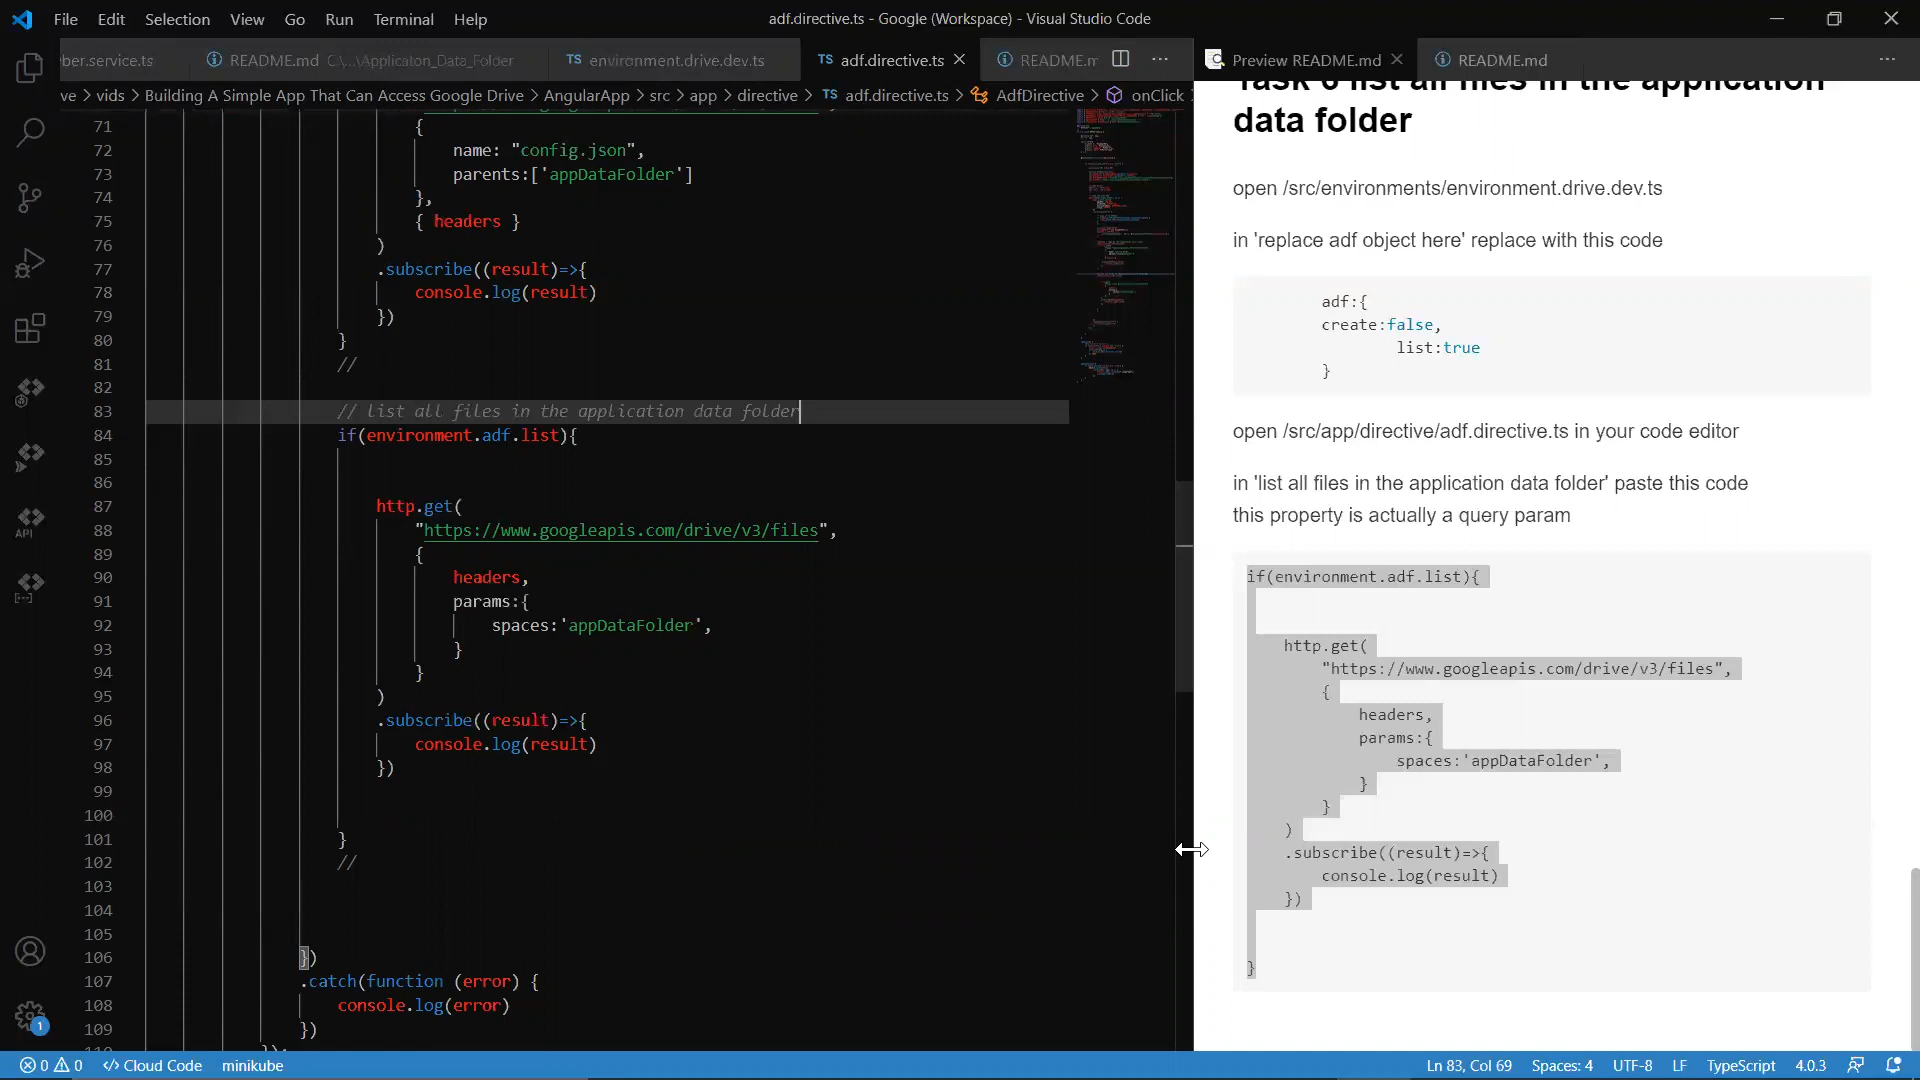 File Edit Selection View Go Run Terminal Help
adf.directive.ts - Google (Workspace) - Visual Studio Code
ber.service.ts README.md C:\...\Applicaton_Data_Folder TS environment.drive.dev.ts TS adf.directive.ts README.m
ve > vids > Building A Simple App That Can Access Google Drive > AngularApp > src > app > directive > TS adf.directive.ts > AdfDirective > onClick
71 {
72 name: "config.json",
73 parents:['appDataFolder']
74 },
75 { headers }
76 )
77 .subscribe((result)=>{
78 console.log(result)
79 })
80 }
81 //
82
83 // list all files in the application data folder
84 if(environment.adf.list){
85
86
87 http.get(
88 "https://www.googleapis.com/drive/v3/files",
89 {
90 headers,
91 params:{
92 spaces:'appDataFolder',
93 }
94 }
95 )
96 .subscribe((result)=>{
97 console.log(result)
98 })
99
100
101 }
102 //
103
104
105
106 })
107 .catch(function (error) {
108 console.log(error)
109 })
Preview README.md README.md
Task 6 list all files in the application
data folder
open /src/environments/environment.drive.dev.ts
in 'replace adf object here' replace with this code
adf:{
create:false,
list:true
}
open /src/app/directive/adf.directive.ts in your code editor
in 'list all files in the application data folder' paste this code
this property is actually a query param
if(environment.adf.list){
http.get(
"https://www.googleapis.com/drive/v3/files",
{
headers,
params:{
spaces:'appDataFolder',
}
}
)
.subscribe((result)=>{
console.log(result)
})
}
API
1
0 0 Cloud Code minikube
Ln 83, Col 69 Spaces: 4 UTF-8 LF TypeScript 4.0.3